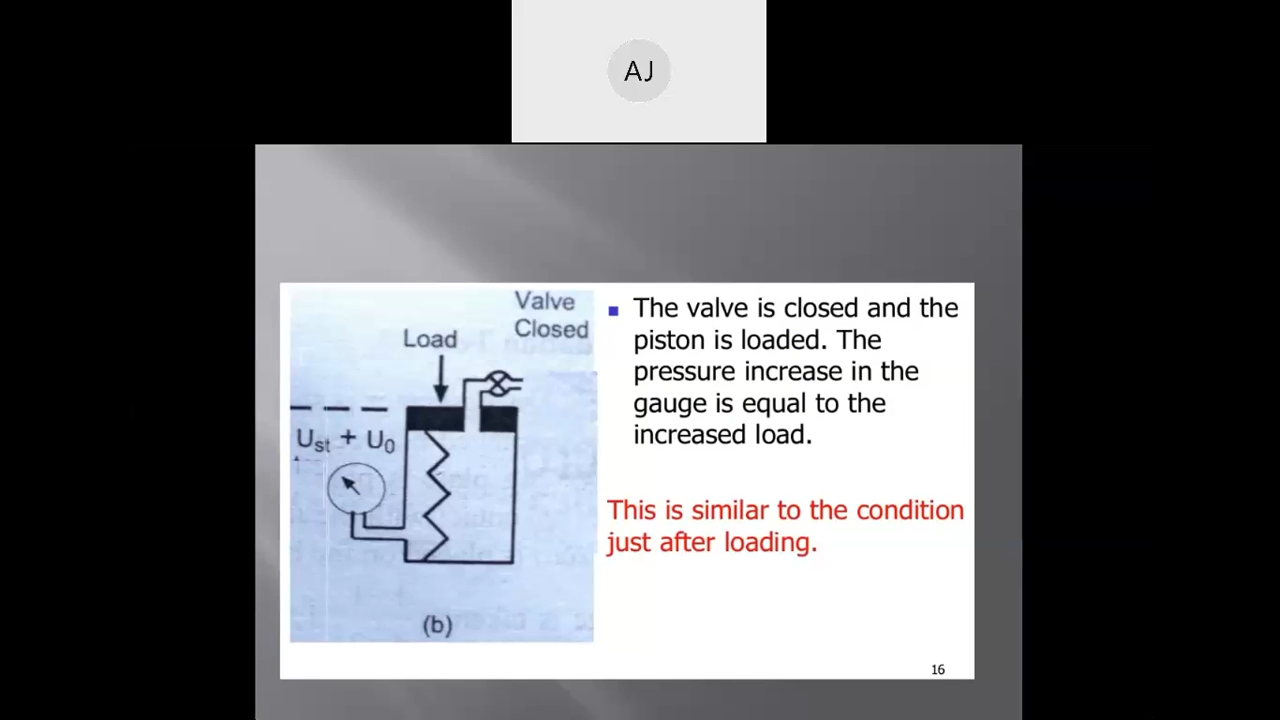 AJ
Valve
Closed
Load
Ust + U0
(b)
The valve is closed and the
piston is loaded. The
pressure increase in the
gauge is equal to the
increased load.
This is similar to the condition
just after loading.
16